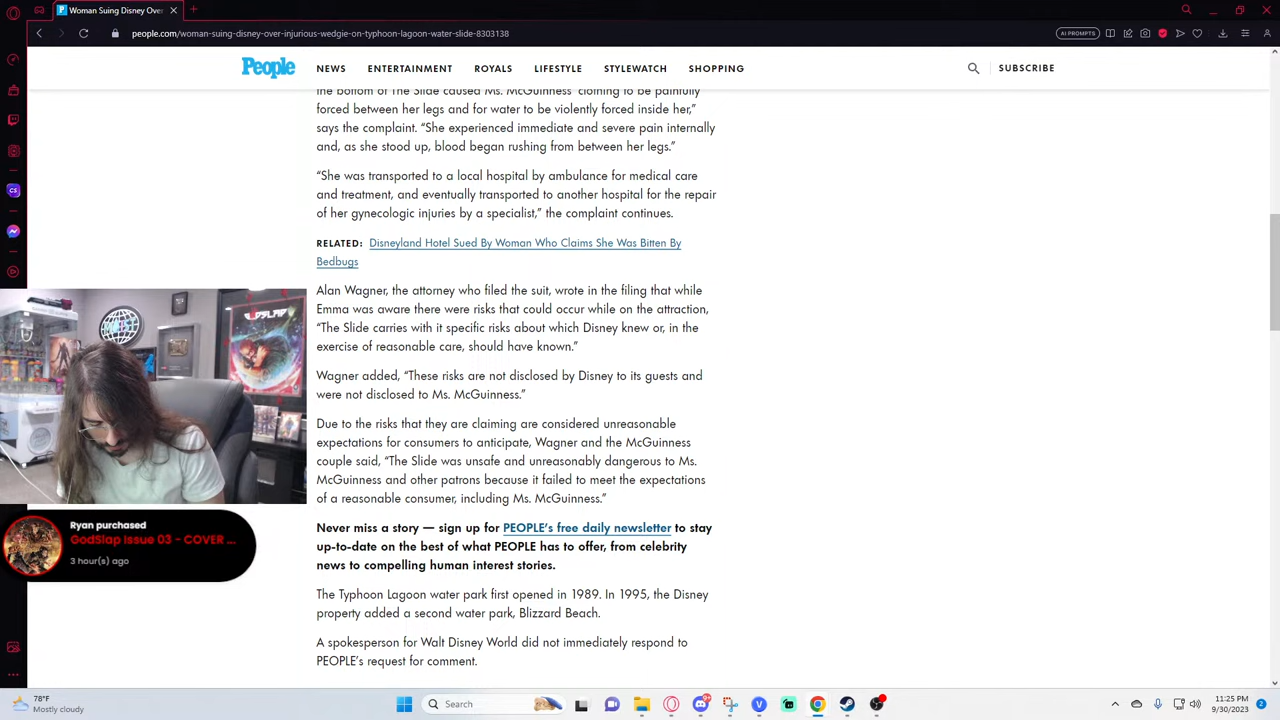 Woman Suing Disney Over
people.com/woman-suing-disney-over-injurious-wedgie-on-typhoon-lagoon-water-slide-8303138
AI PROMPTS
People
NEWS
ENTERTAINMENT
ROYALS
LIFESTYLE
STYLEWATCH
SHOPPING
SUBSCRIBE
the bottom of The Slide caused Ms. McGuinness' clothing to be painfully
forced between her legs and for water to be violently forced inside her,”
says the complaint. “She experienced immediate and severe pain internally
and, as she stood up, blood began rushing from between her legs.”
“She was transported to a local hospital by ambulance for medical care
and treatment, and eventually transported to another hospital for the repair
of her gynecologic injuries by a specialist,” the complaint continues.
RELATED: Disneyland Hotel Sued By Woman Who Claims She Was Bitten By
Bedbugs
Alan Wagner, the attorney who filed the suit, wrote in the filing that while
Emma was aware there were risks that could occur while on the attraction,
“The Slide carries with it specific risks about which Disney knew or, in the
exercise of reasonable care, should have known.”
Wagner added, “These risks are not disclosed by Disney to its guests and
were not disclosed to Ms. McGuinness.”
Due to the risks that they are claiming are considered unreasonable
expectations for consumers to anticipate, Wagner and the McGuinness
couple said, “The Slide was unsafe and unreasonably dangerous to Ms.
McGuinness and other patrons because it failed to meet the expectations
of a reasonable consumer, including Ms. McGuinness.”
Never miss a story — sign up for PEOPLE's free daily newsletter to stay
up-to-date on the best of what PEOPLE has to offer, from celebrity
news to compelling human interest stories.
The Typhoon Lagoon water park first opened in 1989. In 1995, the Disney
property added a second water park, Blizzard Beach.
A spokesperson for Walt Disney World did not immediately respond to
PEOPLE's request for comment.
GODSLAP
Ryan purchased
GodSlap Issue 03 - COVER ...
3 hour(s) ago
78°F
Mostly cloudy
Search
11:25 PM
9/30/2023